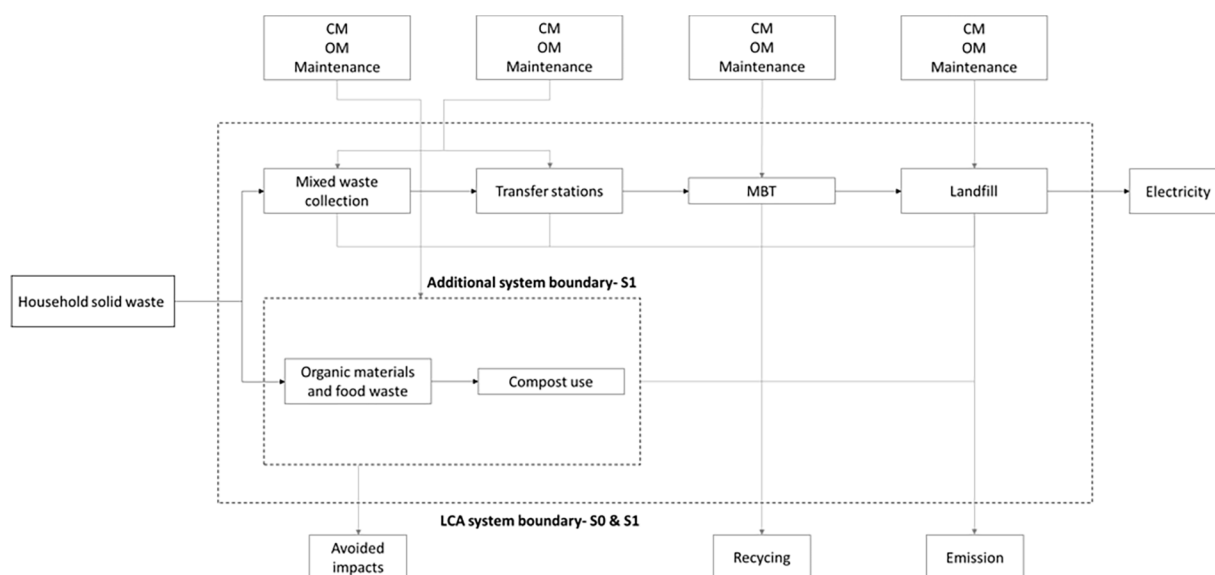 CM
OM
Maintenance
CM
OM
Maintenance
CM
OM
Maintenance
CM
OM
Maintenance
Mixed waste
collection
Transfer stations
MBT
Landfill
Electricity
Household solid waste
Additional system boundary- S1
Organic materials
and food waste
Compost use
LCA system boundary- S0 & S1
Avoided
impacts
Recycing
Emission